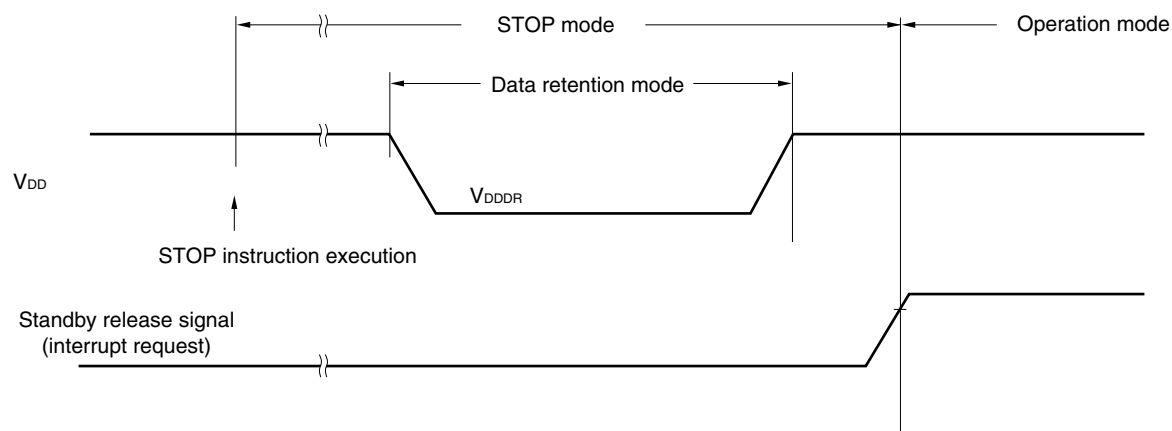 STOP mode
Operation mode
Data retention mode
VDD
VDDDR
STOP instruction execution
Standby release signal
(interrupt request)